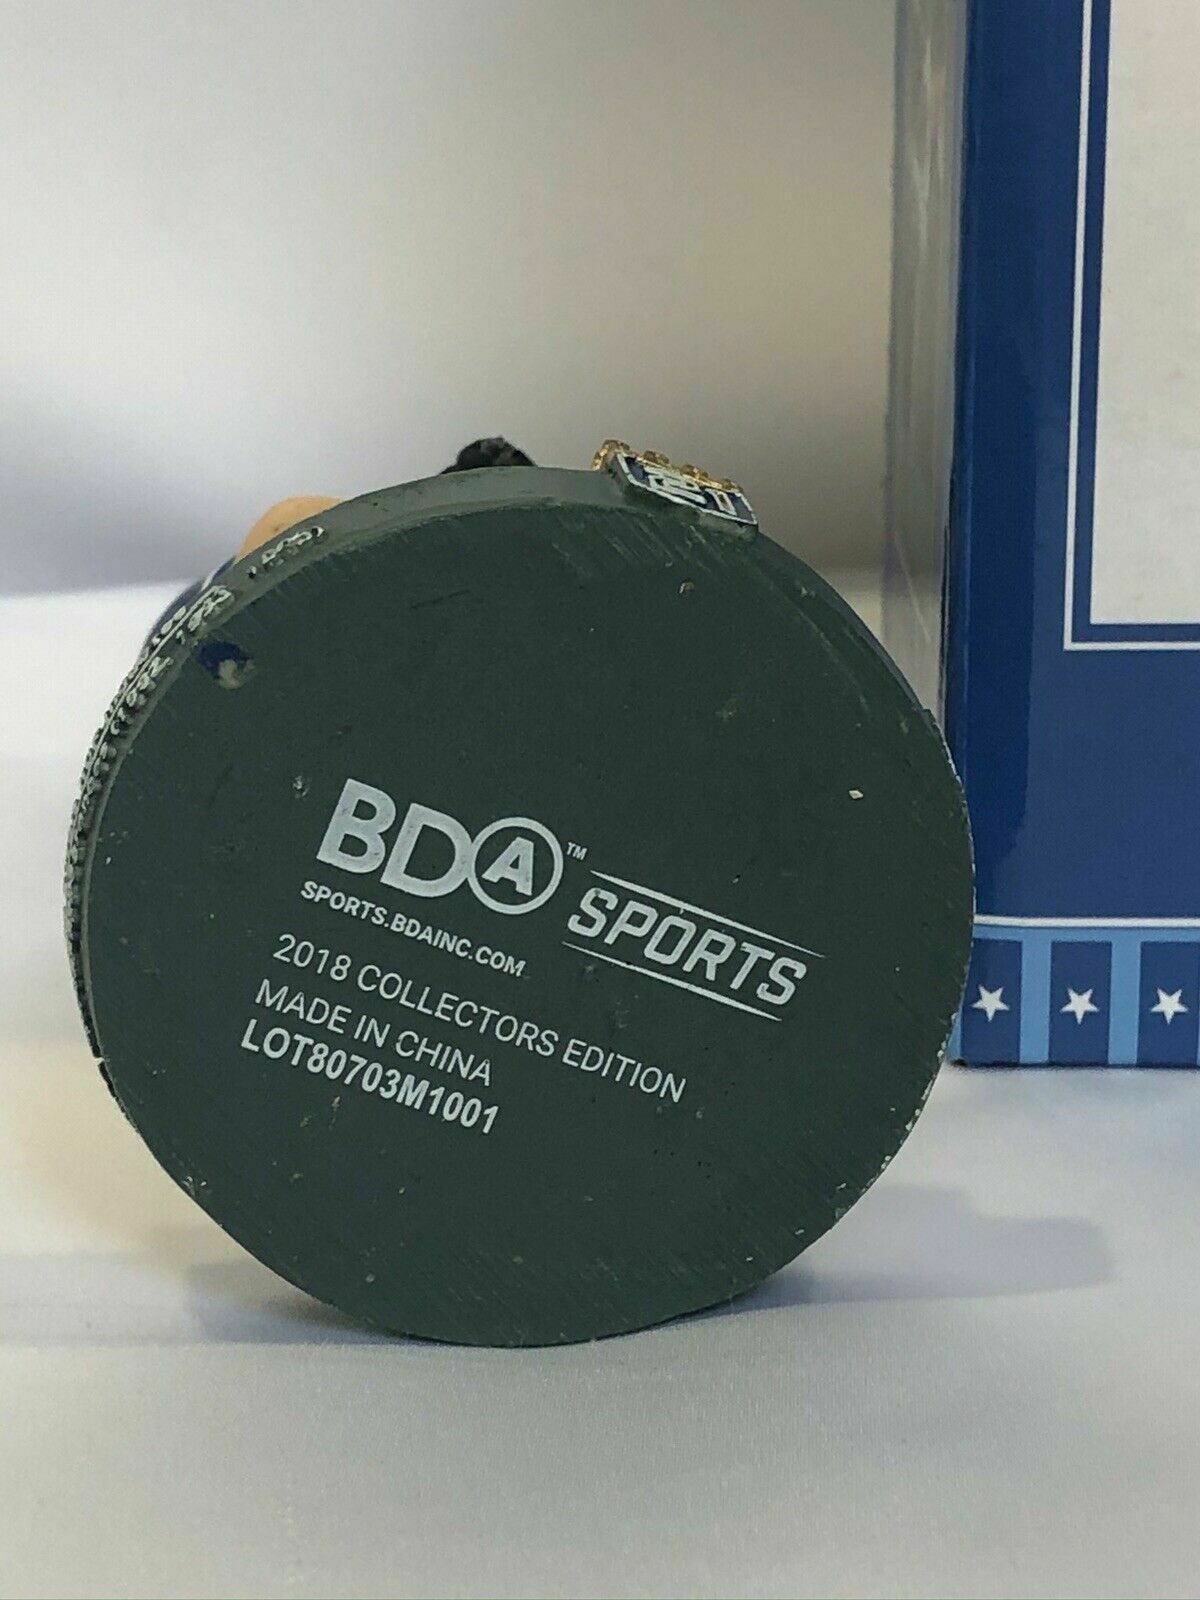 BDA™ SPORTS
SPORTS.BDAINC.COM
2018 COLLECTORS EDITION
MADE IN CHINA
LOT80703M1001